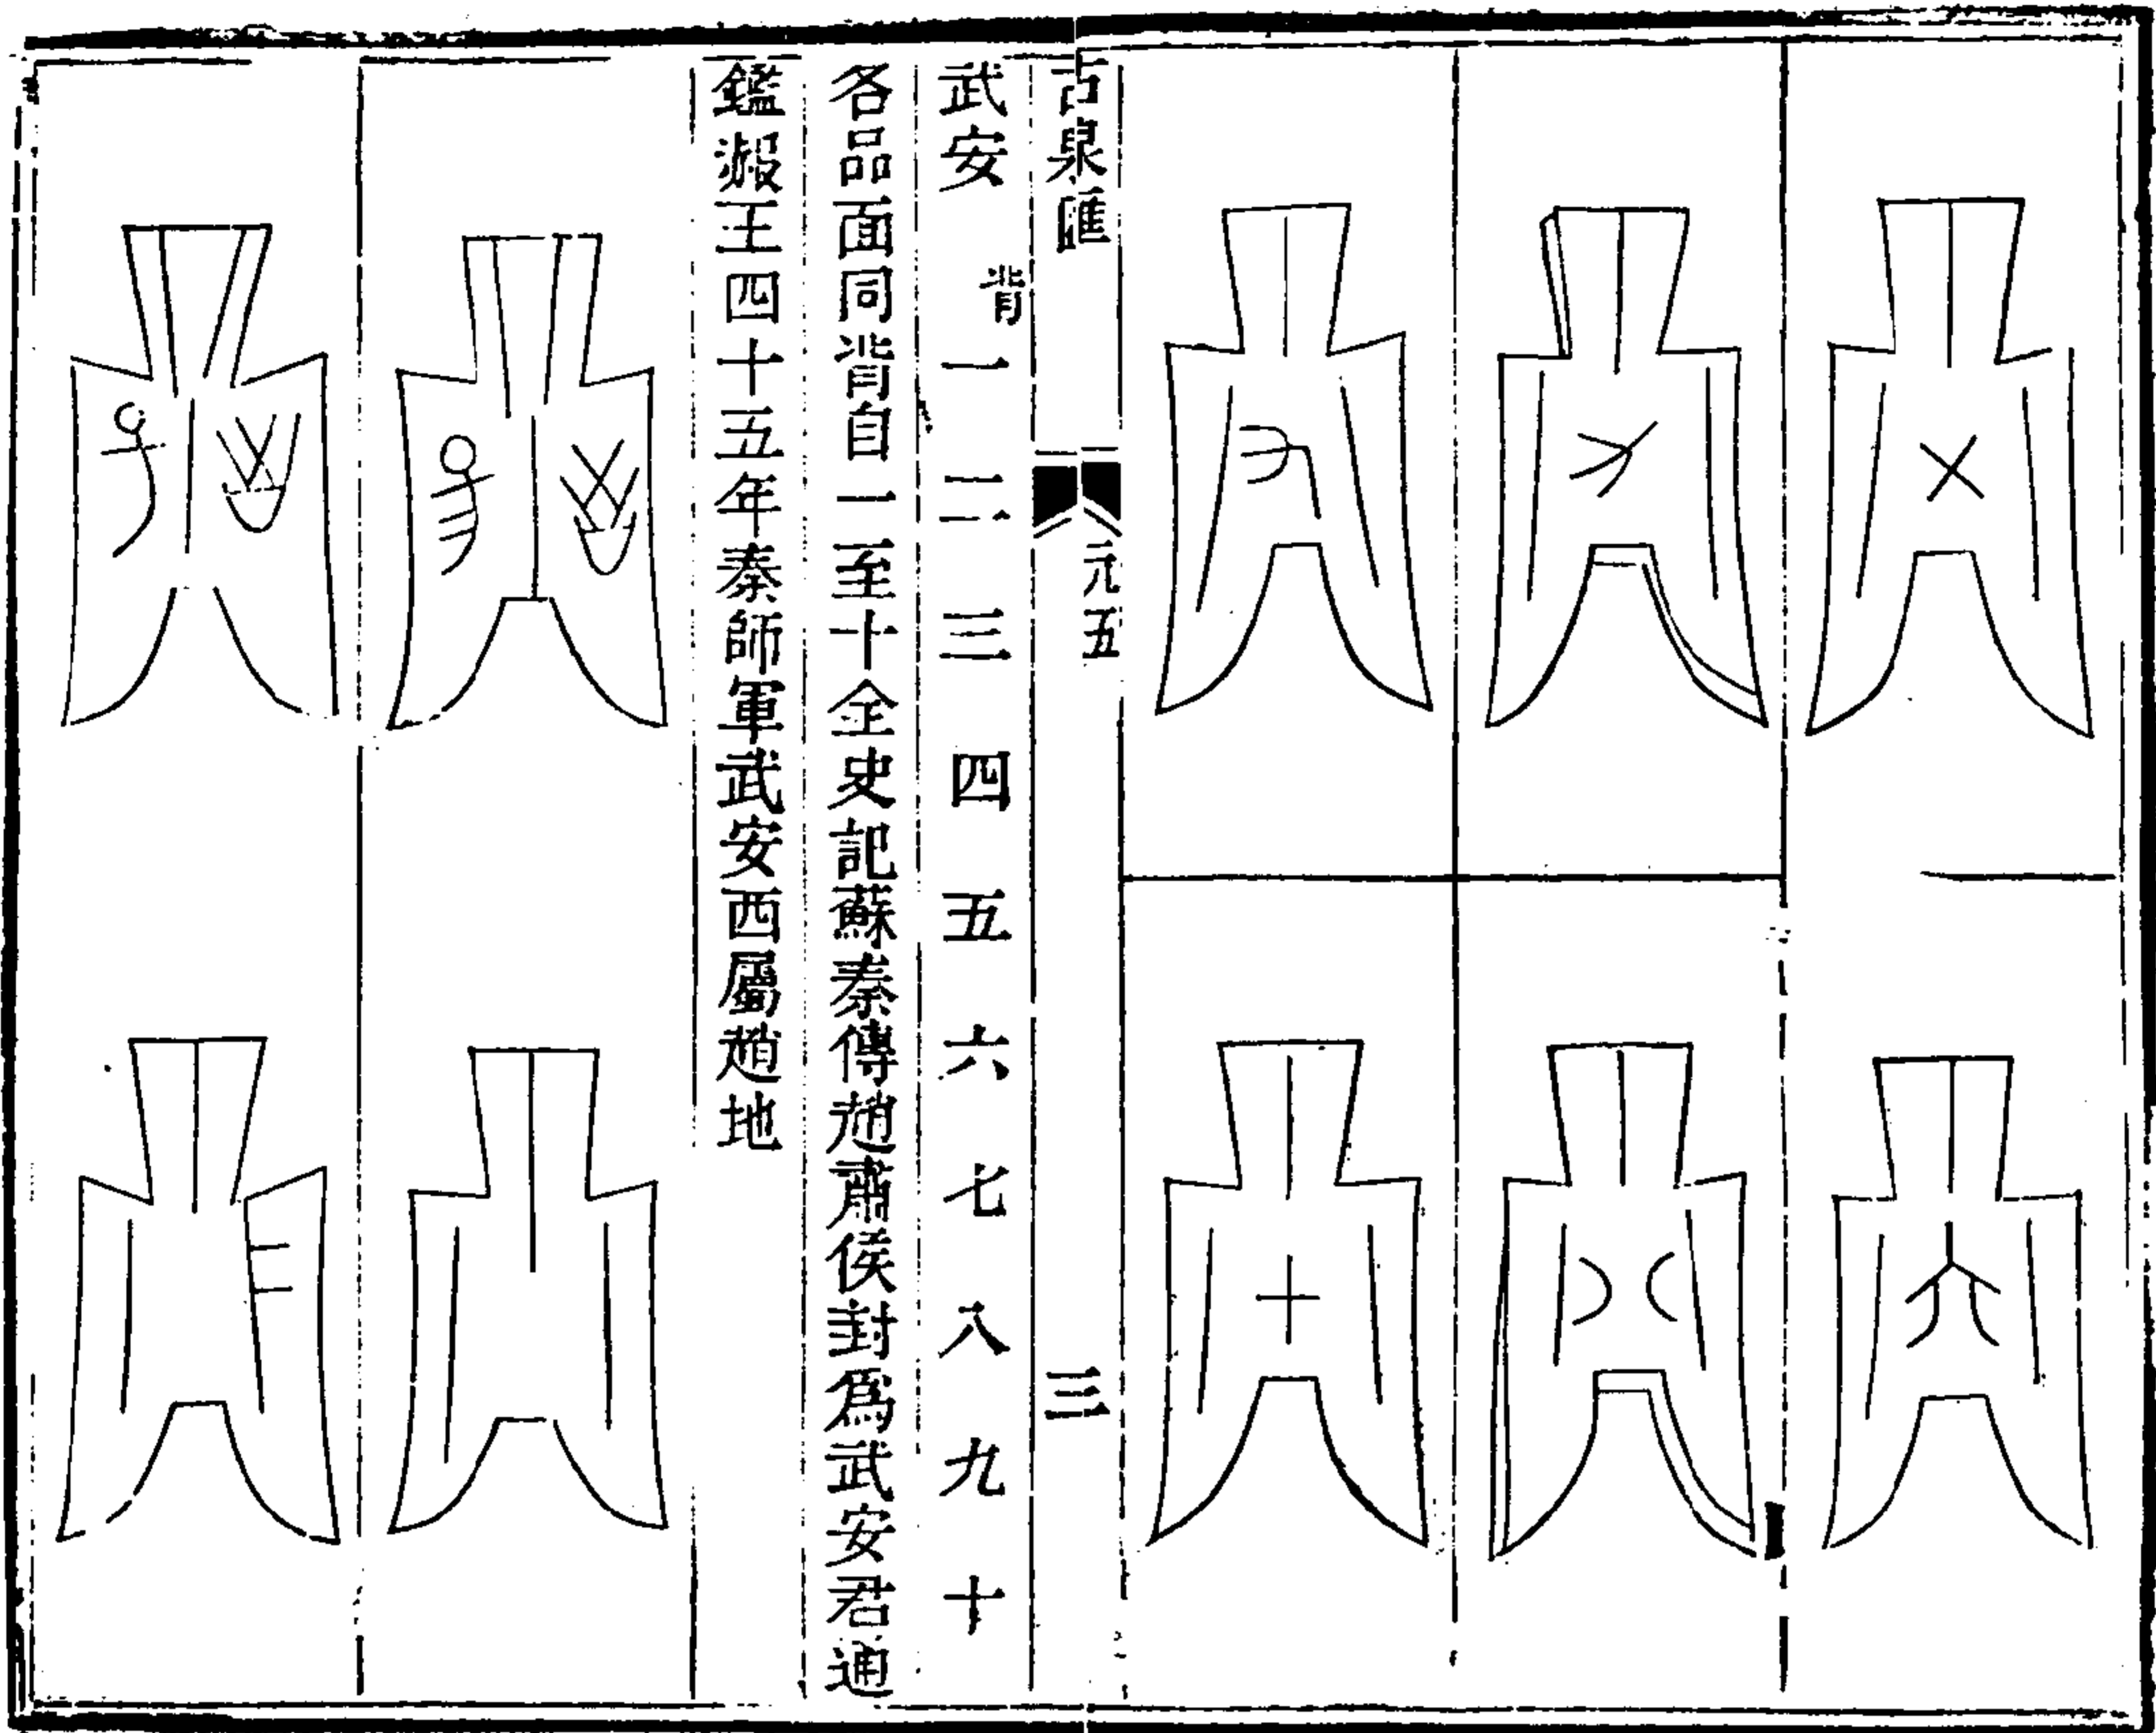 古泉匯
元五
三
武安 背 一 二 三 四 五 六 七 八 九 十
各品面同背自一至十全史記蘇秦傳趙肅侯封爲武安君通
鑑赧王四十五年秦師軍武安西屬趙地